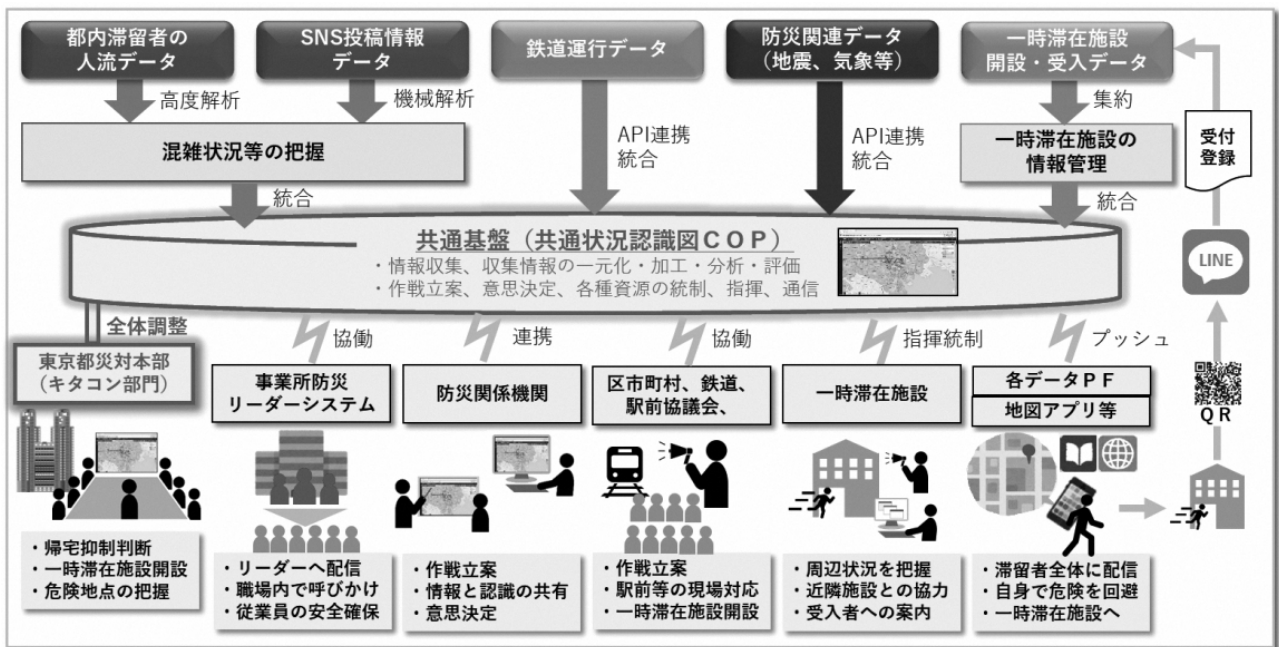 都内滞留者の
人流データ
SNS投稿情報
データ
鉄道運行データ
防災関連データ
（地震、気象等）
一時滞在施設
開設・受入データ
高度解析
機械解析
API連携
統合
API連携
統合
集約
混雑状況等の把握
一時滞在施設の
情報管理
受付
登録
統合
統合
共通基盤（共通状況認識図ＣＯＰ）
・情報収集、収集情報の一元化・加工・分析・評価
・作戦立案、意思決定、各種資源の統制、指揮、通信
LINE
全体調整
協働
連携
協働
指揮統制
プッシュ
東京都災対本部
（キタコン部門）
事業所防災
リーダーシステム
防災関係機関
区市町村、鉄道、
駅前協議会、
一時滞在施設
各データＰＦ
地図アプリ等
ＱＲ
・帰宅抑制判断
・一時滞在施設開設
・危険地点の把握
・リーダーへ配信
・職場内で呼びかけ
・従業員の安全確保
・作戦立案
・情報と認識の共有
・意思決定
・作戦立案
・駅前等の現場対応
・一時滞在施設開設
・周辺状況を把握
・近隣施設との協力
・受入者への案内
・滞留者全体に配信
・自身で危険を回避
・一時滞在施設へ